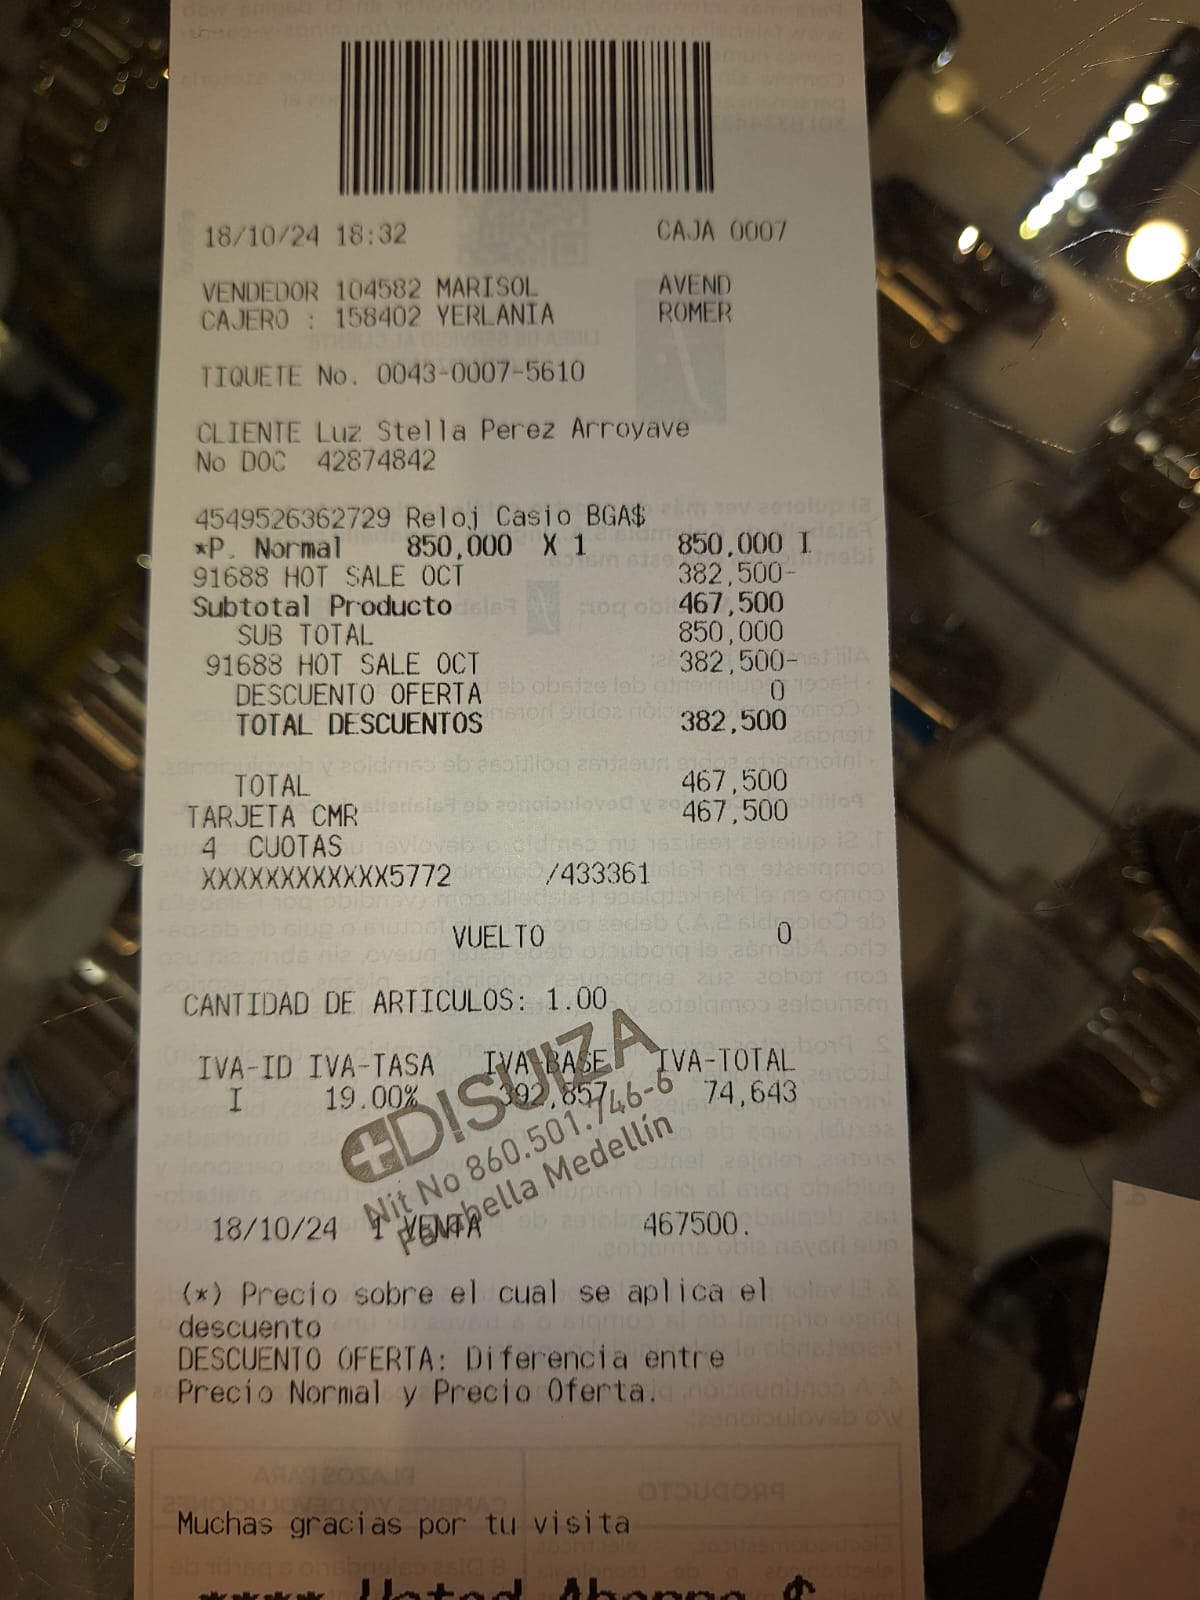 18/10/24 18:32 CAJA 0007
VENDEDOR 104582 MARISOL AVEND
CAJERO : 158402 YERLANIA ROMER
TIQUETE No. 0043-0007-5610
CLIENTE Luz Stella Perez Arroyave
No DOC 42874842
4549526362729 Reloj Casio BGA$
*P. Normal 850,000 X 1 850,000 I
91688 HOT SALE OCT 382,500-
Subtotal Producto 467,500
SUB TOTAL 850,000
91688 HOT SALE OCT 382,500-
DESCUENTO OFERTA 0
TOTAL DESCUENTOS 382,500
TOTAL 467,500
TARJETA CMR 467,500
4 CUOTAS
XXXXXXXXXXXX5772 /433361
VUELTO 0
CANTIDAD DE ARTICULOS: 1.00
IVA-ID IVA-TASA IVA-BASE IVA-TOTAL
I 19.00% 392,857 74,643
DISUIZA
Nit No 860.501.746-6
Falabella Medellín
18/10/24 1 VENTA 467500.
(*) Precio sobre el cual se aplica el
descuento
DESCUENTO OFERTA: Diferencia entre
Precio Normal y Precio Oferta.
Muchas gracias por tu visita
**** Usted Ahorro $